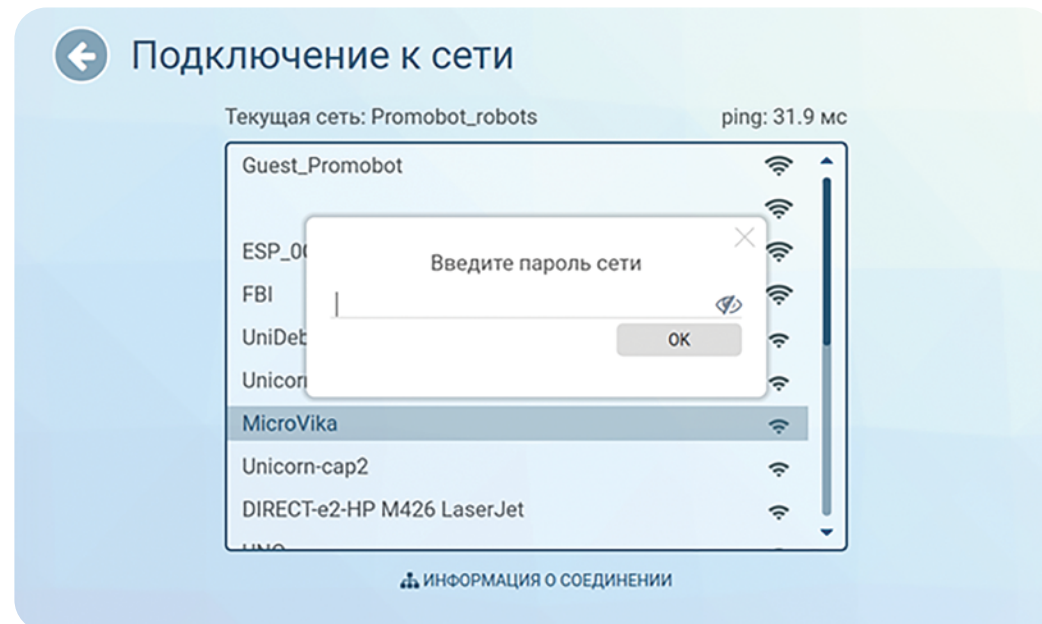 Подключение к сети
Текущая сеть: Promobot_robots ping: 31.9 мс
Guest_Promobot
Введите пароль сети
FBI
OK
MicroVika
Unicorn-cap2
DIRECT-e2-HP M426 LaserJet
ИНФОРМАЦИЯ О СОЕДИНЕНИИ